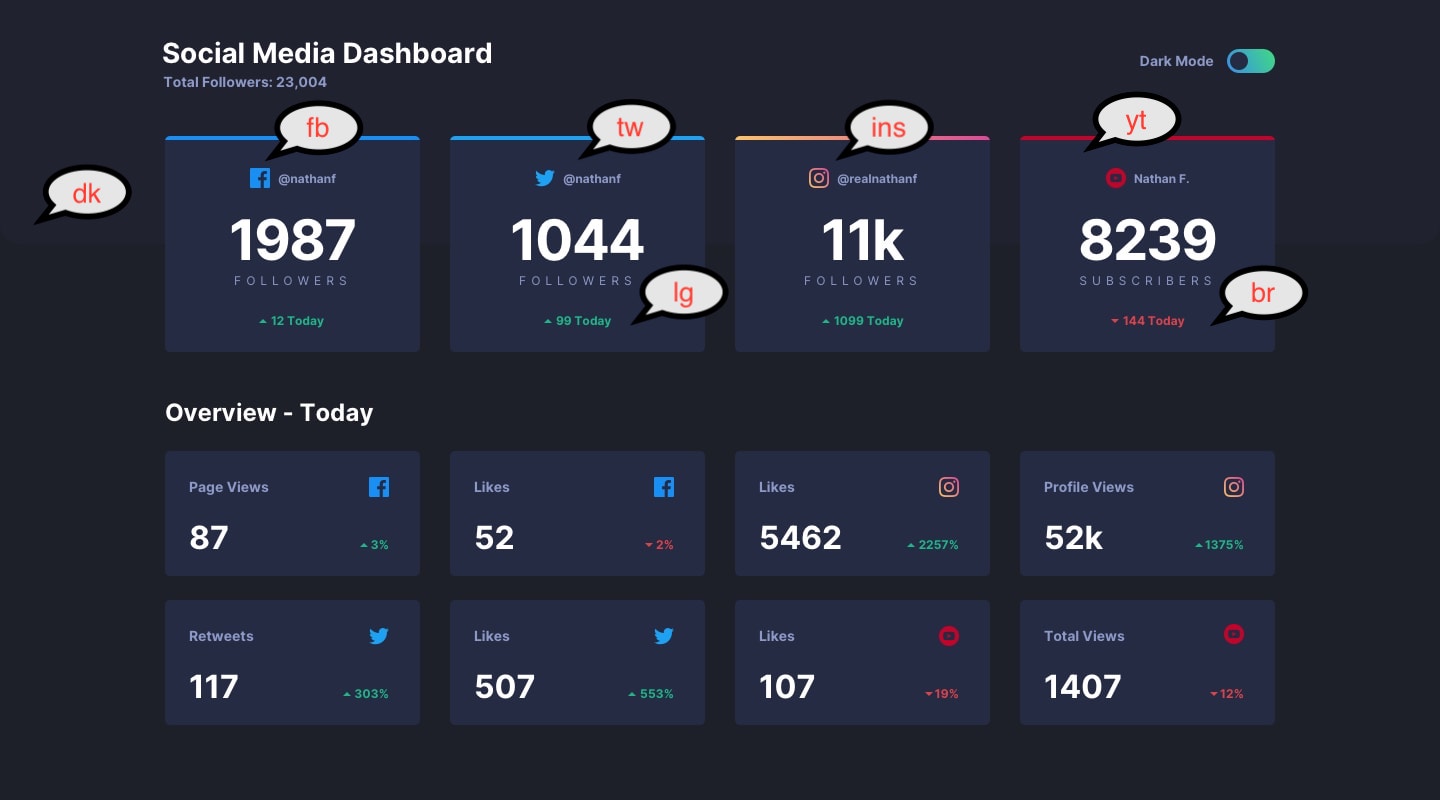 Social Media Dashboard
Total Followers: 23,004
Dark Mode
fb
tw
ins
yt
dk
@nathanf
1987
FOLLOWERS
12 Today
@nathanf
1044
FOLLOWERS
99 Today
lg
@realnathanf
11k
FOLLOWERS
1099 Today
Nathan F.
8239
SUBSCRIBERS
144 Today
br
Overview - Today
Page Views
87
3%
Likes
52
2%
Likes
5462
2257%
Profile Views
52k
1375%
Retweets
117
303%
Likes
507
553%
Likes
107
19%
Total Views
1407
12%